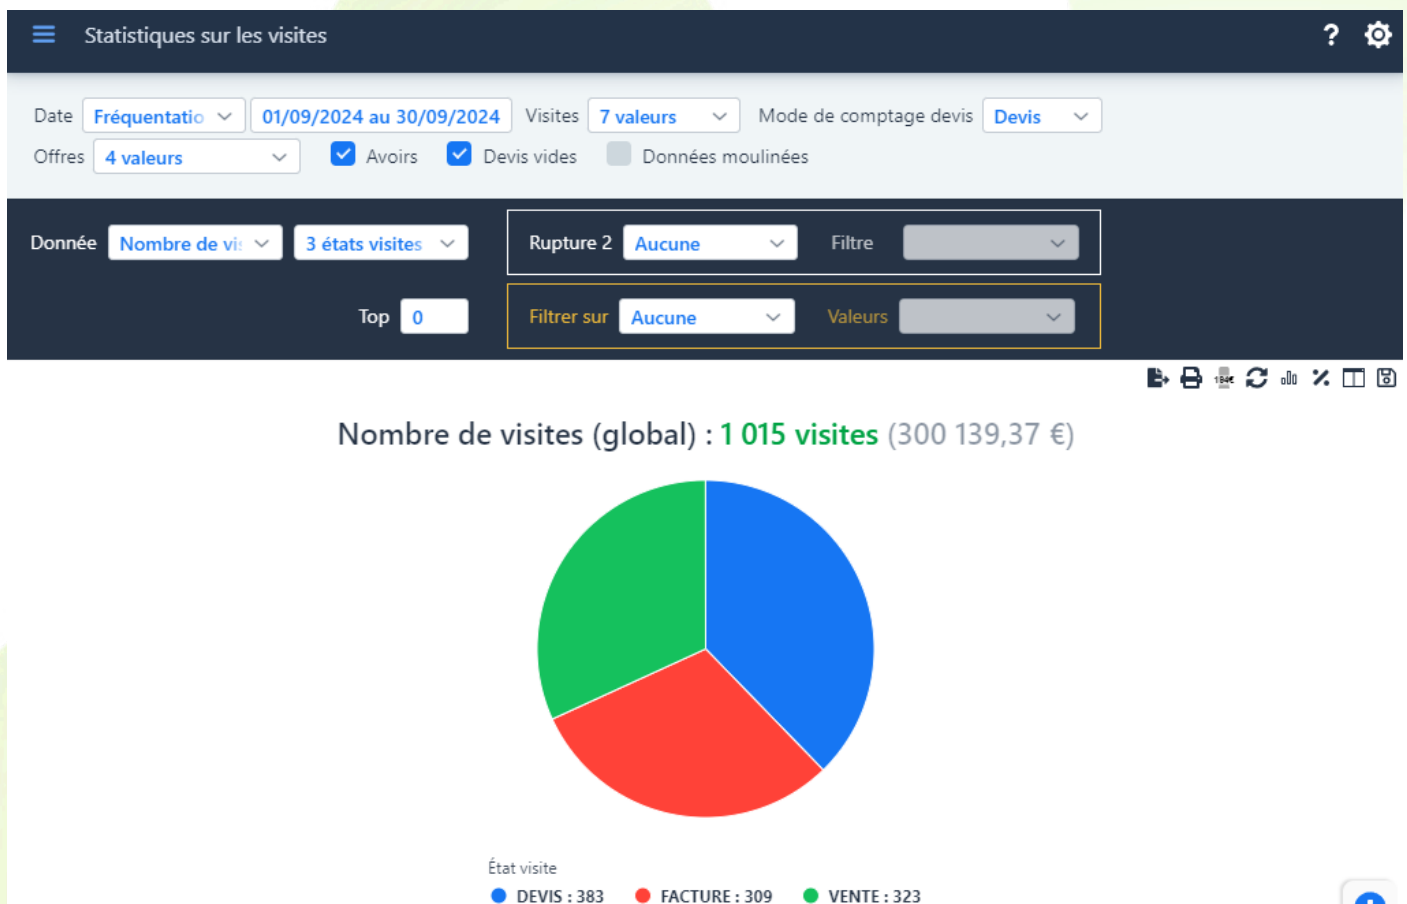 Statistiques sur les visites ?
Date Fréquentatio 01/09/2024 au 30/09/2024 Visites 7 valeurs Mode de comptage devis Devis
Offres 4 valeurs Avoirs Devis vides Données moulinées
Donnée Nombre de vi 3 états visites Rupture 2 Aucune Filtre
Top 0 Filtrer sur Aucune Valeurs
Nombre de visites (global) : 1 015 visites (300 139,37 €)
État visite
DEVIS : 383 FACTURE : 309 VENTE : 323